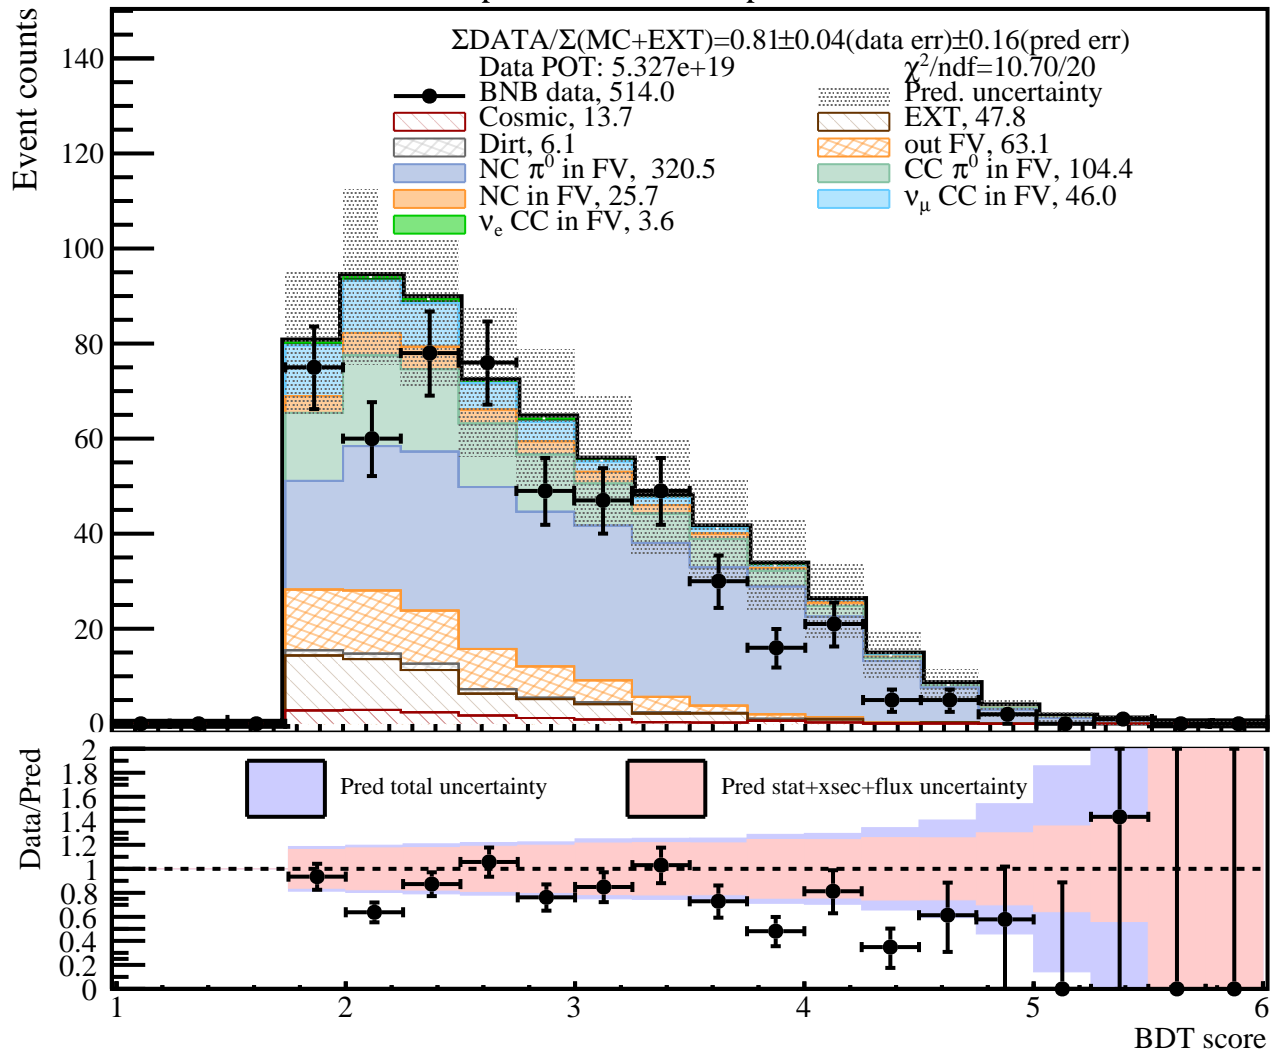 ΣDATA/Σ(MC+EXT)=0.81±0.04(data err)±0.16(pred err)
Data POT: 5.327e+19
χ²/ndf=10.70/20
BNB data, 514.0
Pred. uncertainty
Cosmic, 13.7
EXT, 47.8
Dirt, 6.1
out FV, 63.1
NC π⁰ in FV, 320.5
CC π⁰ in FV, 104.4
NC in FV, 25.7
νμ CC in FV, 46.0
νe CC in FV, 3.6
Event counts
140
120
100
80
60
40
20
0
Pred total uncertainty
Pred stat+xsec+flux uncertainty
Data/Pred
2
1.8
1.6
1.4
1.2
1
0.8
0.6
0.4
0.2
0
1 2 3 4 5 6
BDT score